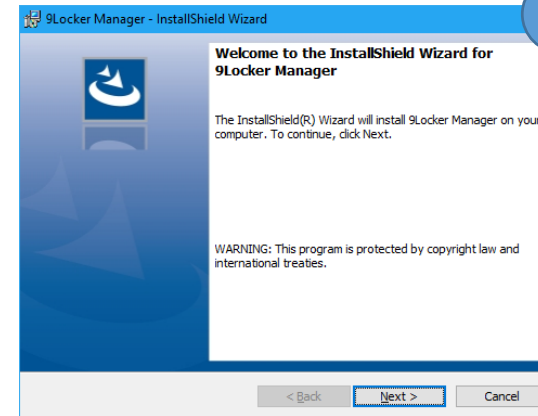 9Locker Manager - InstallShield Wizard
Welcome to the InstallShield Wizard for
9Locker Manager
The InstallShield(R) Wizard will install 9Locker Manager on your
computer. To continue, click Next.
WARNING: This program is protected by copyright law and
international treaties.
< Back Next > Cancel